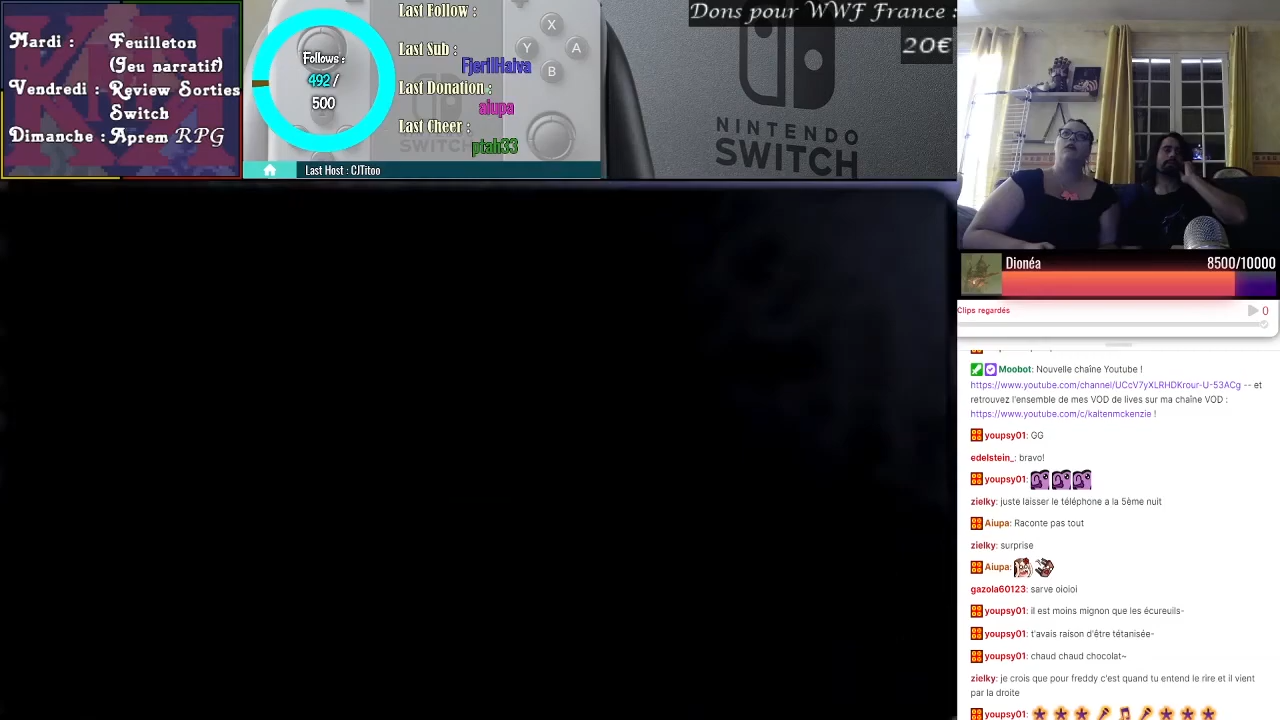 Mardi : Feuilleton
(Jeu narratif)
Vendredi : Review Sorties
Switch
Dimanche : Aprem RPG
Follows :
492 /
500
Last Follow :
Last Sub :
FjerilHalva
Last Donation :
aiupa
Last Cheer :
ptah33
Last Host : CJTitoo
X
Y
A
B
NINTENDO
SWITCH
Dons pour WWF France :
20€
Dionéa 8500/10000
Clips regardés 0
Moobot: Nouvelle chaîne Youtube !
https://www.youtube.com/channel/UCcV7yXLRHDKrour-U-53ACg -- et
retrouvez l'ensemble de mes VOD de lives sur ma chaîne VOD :
https://www.youtube.com/c/kaltenmckenzie !
youpsy01: GG
edelstein_: bravo!
youpsy01:
zielky: juste laisser le téléphone a la 5ème nuit
Aiupa: Raconte pas tout
zielky: surprise
Aiupa:
gazola60123: sarve oioioi
youpsy01: il est moins mignon que les écureuils-
youpsy01: t'avais raison d'être tétanisée-
youpsy01: chaud chaud chocolat~
zielky: je crois que pour freddy c'est quand tu entend le rire et il vient
par la droite
youpsy01: